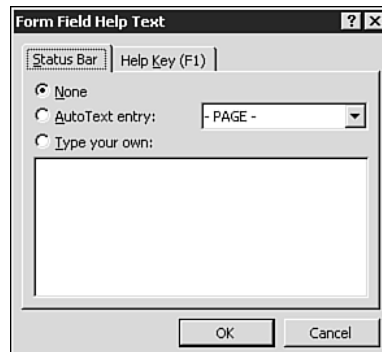 Form Field Help Text
Status Bar Help Key (F1)
None
AutoText entry: - PAGE -
Type your own:
OK Cancel